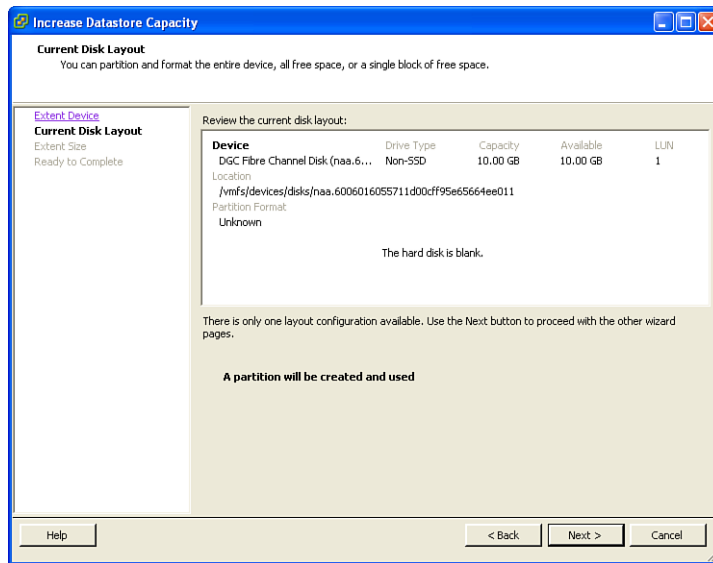 Increase Datastore Capacity
Current Disk Layout
You can partition and format the entire device, all free space, or a single block of free space.
Extent Device
Current Disk Layout
Extent Size
Ready to Complete
Review the current disk layout:
Device Drive Type Capacity Available LUN
DGC Fibre Channel Disk (naa.6... Non-SSD 10.00 GB 10.00 GB 1
Location
/vmfs/devices/disks/naa.6006016055711d00cff95e65664ee011
Partition Format
Unknown
The hard disk is blank.
There is only one layout configuration available. Use the Next button to proceed with the other wizard
pages.
A partition will be created and used
Help < Back Next > Cancel